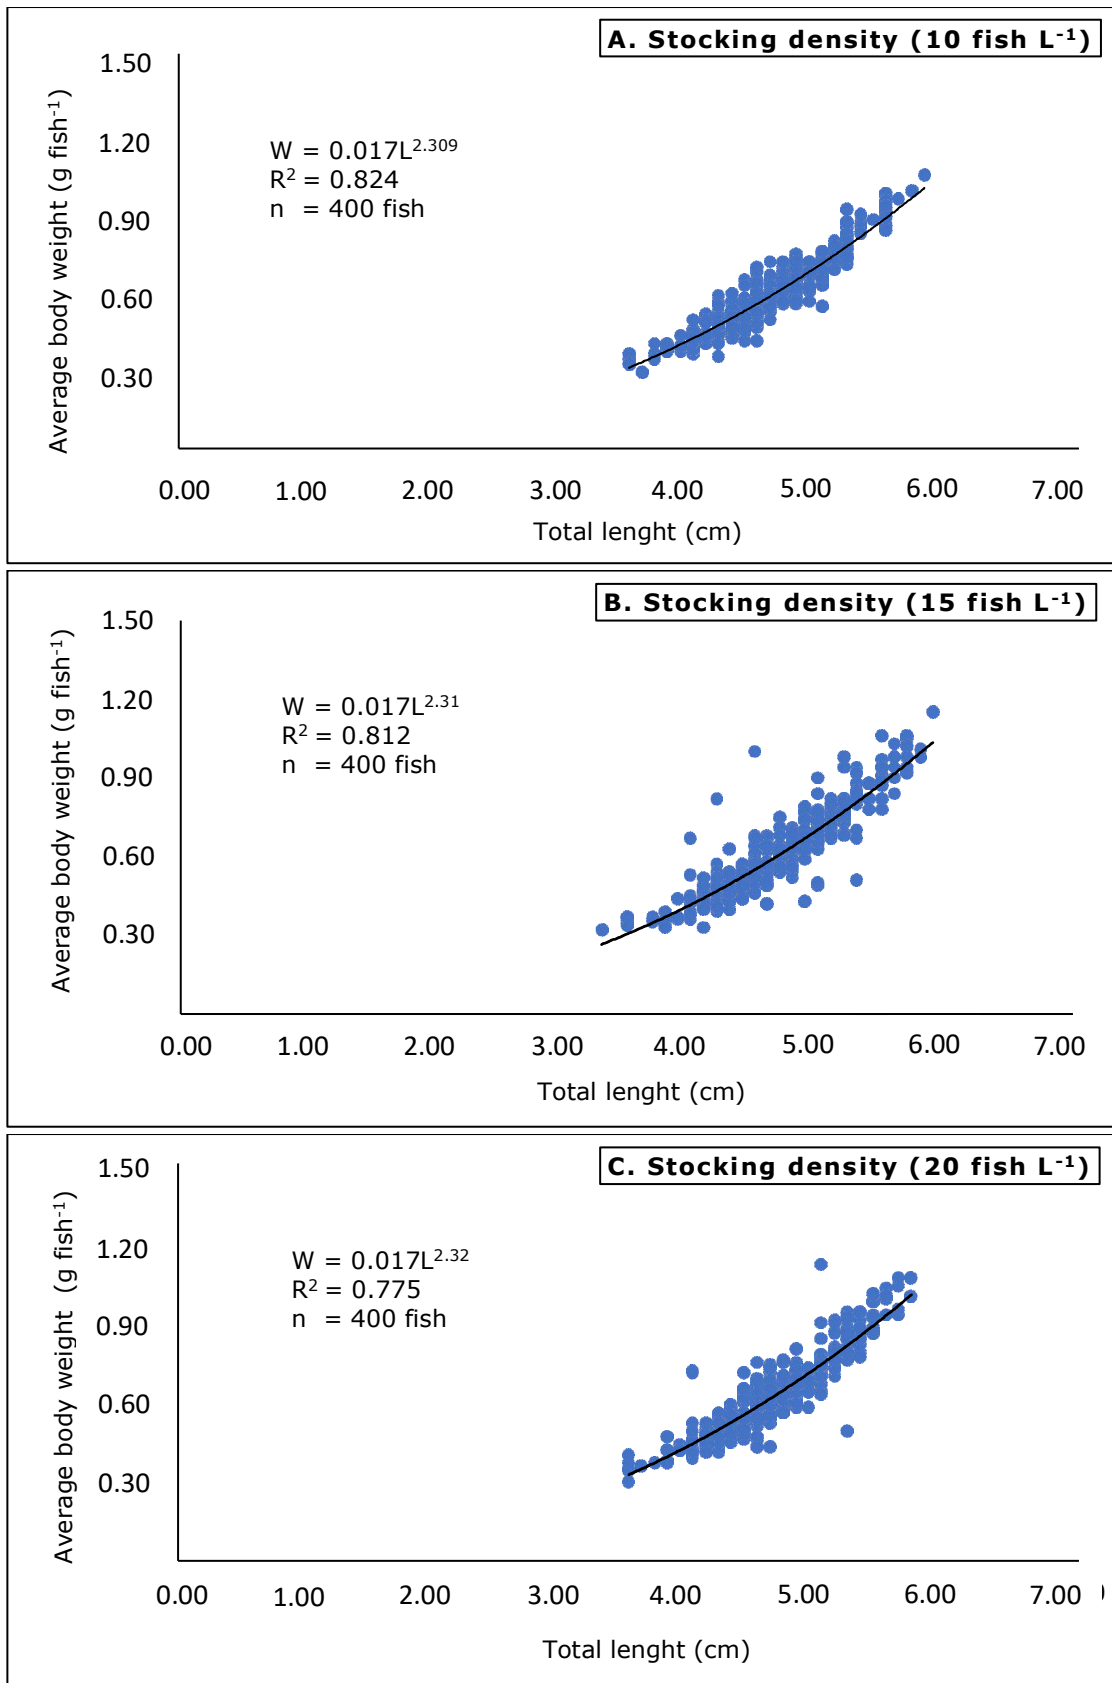 A. Stocking density (10 fish L⁻¹)
Average body weight (g fish⁻¹)
1.50
1.20
0.90
0.60
0.30
W = 0.017L²·³⁰⁹
R² = 0.824
n = 400 fish
0.00 1.00 2.00 3.00 4.00 5.00 6.00 7.00
Total lenght (cm)
B. Stocking density (15 fish L⁻¹)
Average body weight (g fish⁻¹)
1.50
1.20
0.90
0.60
0.30
W = 0.017L²·³¹
R² = 0.812
n = 400 fish
0.00 1.00 2.00 3.00 4.00 5.00 6.00 7.00
Total lenght (cm)
C. Stocking density (20 fish L⁻¹)
Average body weight (g fish⁻¹)
1.50
1.20
0.90
0.60
0.30
W = 0.017L²·³²
R² = 0.775
n = 400 fish
0.00 1.00 2.00 3.00 4.00 5.00 6.00 7.00
Total lenght (cm)